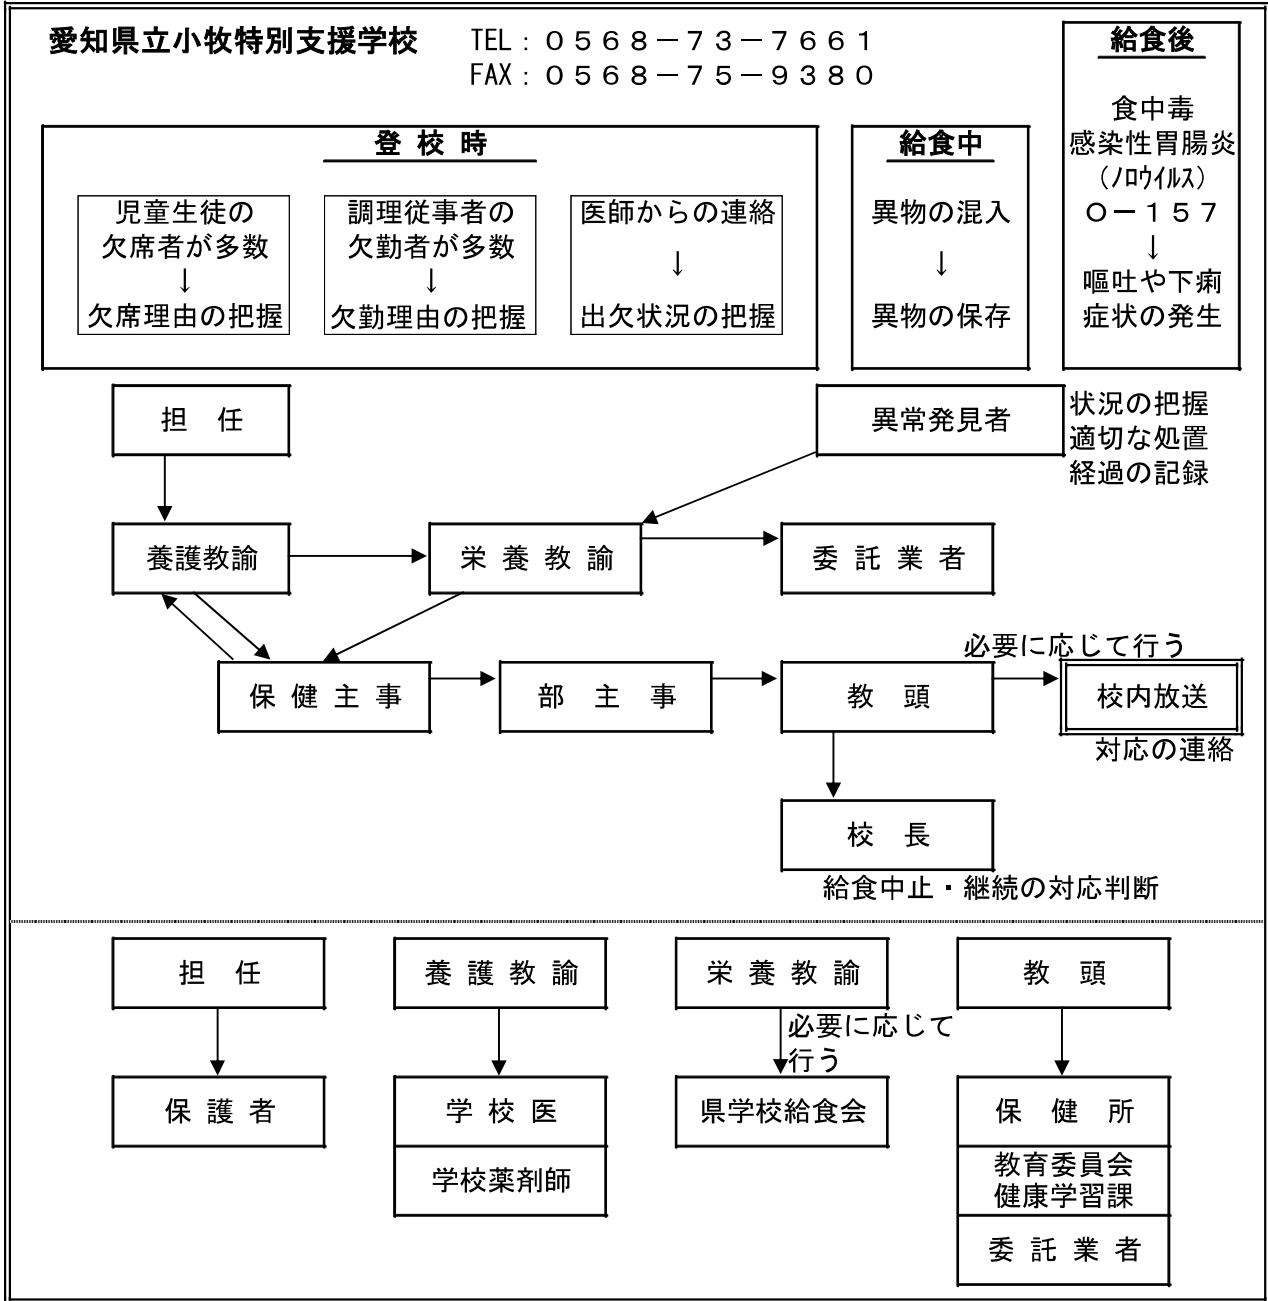 愛知県立小牧特別支援学校
TEL：０５６８－７３－７６６１
FAX：０５６８－７５－９３８０
給食後
食中毒
感染性胃腸炎
（ﾉﾛｳｲﾙｽ）
Ｏ－１５７
↓
嘔吐や下痢
症状の発生
登 校 時
児童生徒の
欠席者が多数
↓
欠席理由の把握
調理従事者の
欠勤者が多数
↓
欠勤理由の把握
医師からの連絡
↓
出欠状況の把握
給食中
異物の混入
↓
異物の保存
担　任
異常発見者
状況の把握
適切な処置
経過の記録
養護教諭
栄 養 教 諭
委 託 業 者
保 健 主 事
部　主　事
教　頭
必要に応じて行う
校内放送
対応の連絡
校　長
給食中止・継続の対応判断
担　任
養 護 教 諭
栄 養 教 諭
教　頭
必要に応じて
行う
保 護 者
学 校 医
学校薬剤師
県学校給食会
保　健　所
教育委員会
健康学習課
委 託 業 者